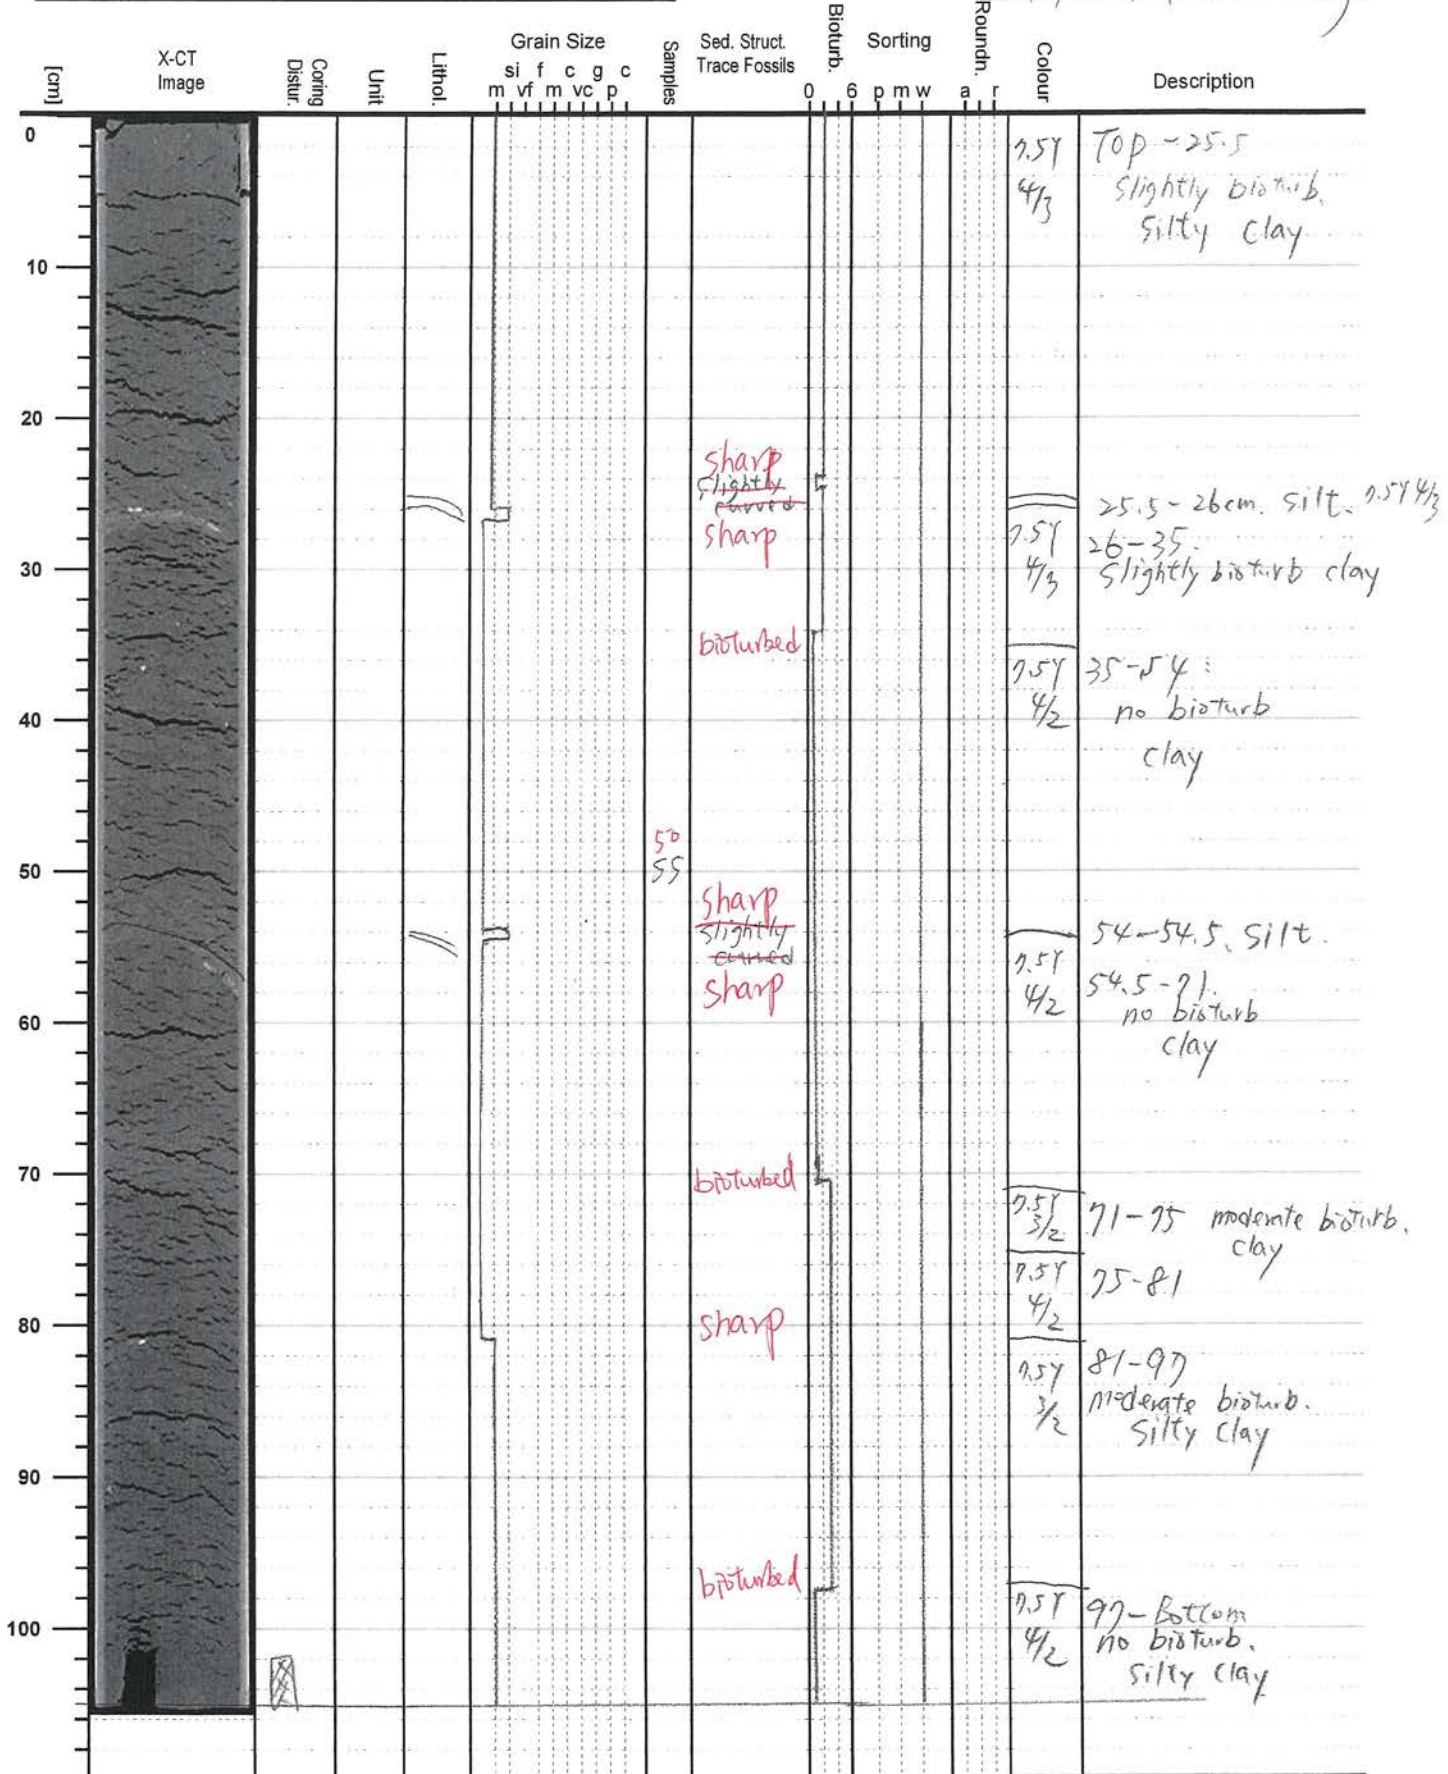 [cm]
X-CT
Image
Coring
Distur.
Unit
Lithol.
Grain Size
si f c g c
m vf m vc p
Samples
Sed. Struct.
Trace Fossils
Bioturb.
0 6
Sorting
p m w
Roundn.
a r
Colour
Description
0
10
20
30
40
50
60
70
80
90
100
7.5Y
4/3
Top - 25.5
Slightly bioturb.
Silty clay
sharp
slightly
curved
sharp
25.5-26cm. Silt. 7.5Y 4/3
7.5Y
4/3
26-35.
Slightly bioturb clay
bioturbed
7.5Y
4/2
35-54
no bioturb
clay
50
SS
sharp
slightly
curved
sharp
54-54.5. Silt.
7.5Y
4/2
54.5-71.
no bioturb
clay
bioturbed
7.5Y
3/2
71-75 moderate bioturb.
clay
7.5Y
4/2
75-81
sharp
7.5Y
3/2
81-97
moderate bioturb.
Silty clay
bioturbed
7.5Y
4/2
97-Bottom
no bioturb.
Silty clay